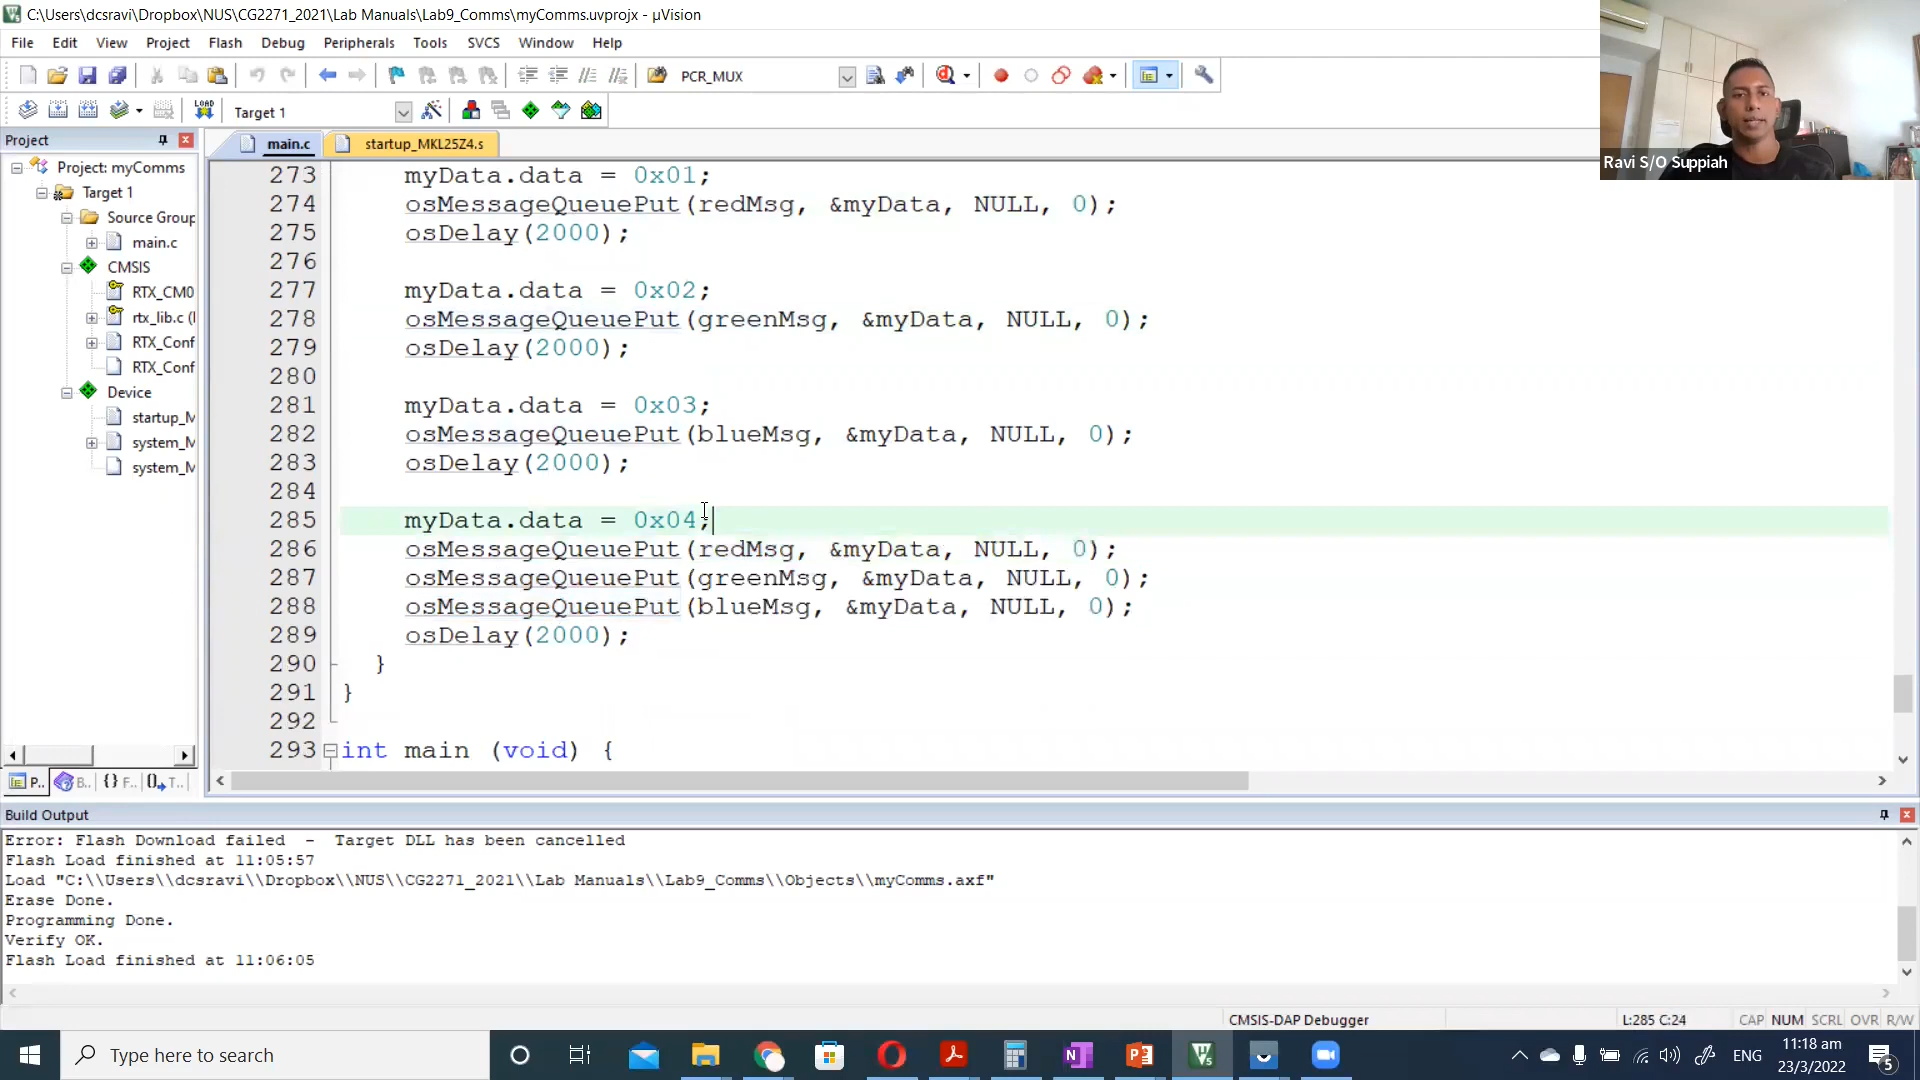 C:\Users\dcsravi\Dropbox\NUS\CG2271_2021\Lab Manuals\Lab9_Comms\myComms.uvprojx - µVision
File Edit View Project Flash Debug Peripherals Tools SVCS Window Help
PCR_MUX
LOAD Target 1
Ravi S/O Suppiah
Project
main.c startup_MKL25Z4.s
Project: myComms
Target 1
Source Group
main.c
CMSIS
RTX_CM0
rtx_lib.c (l
RTX_Conf
RTX_Conf
Device
startup_M
system_M
system_M
P.. B.. {} F.. T..
273 myData.data = 0x01;
274 osMessageQueuePut(redMsg, &myData, NULL, 0);
275 osDelay(2000);
276
277 myData.data = 0x02;
278 osMessageQueuePut(greenMsg, &myData, NULL, 0);
279 osDelay(2000);
280
281 myData.data = 0x03;
282 osMessageQueuePut(blueMsg, &myData, NULL, 0);
283 osDelay(2000);
284
285 myData.data = 0x04;
286 osMessageQueuePut(redMsg, &myData, NULL, 0);
287 osMessageQueuePut(greenMsg, &myData, NULL, 0);
288 osMessageQueuePut(blueMsg, &myData, NULL, 0);
289 osDelay(2000);
290 }
291 }
292
293 int main (void) {
Build Output
Error: Flash Download failed - Target DLL has been cancelled
Flash Load finished at 11:05:57
Load "C:\\Users\\dcsravi\\Dropbox\\NUS\\CG2271_2021\\Lab Manuals\\Lab9_Comms\\Objects\\myComms.axf"
Erase Done.
Programming Done.
Verify OK.
Flash Load finished at 11:06:05
CMSIS-DAP Debugger L:285 C:24 CAP NUM SCRL OVR R/W
Type here to search
ENG
11:18 am
23/3/2022
5